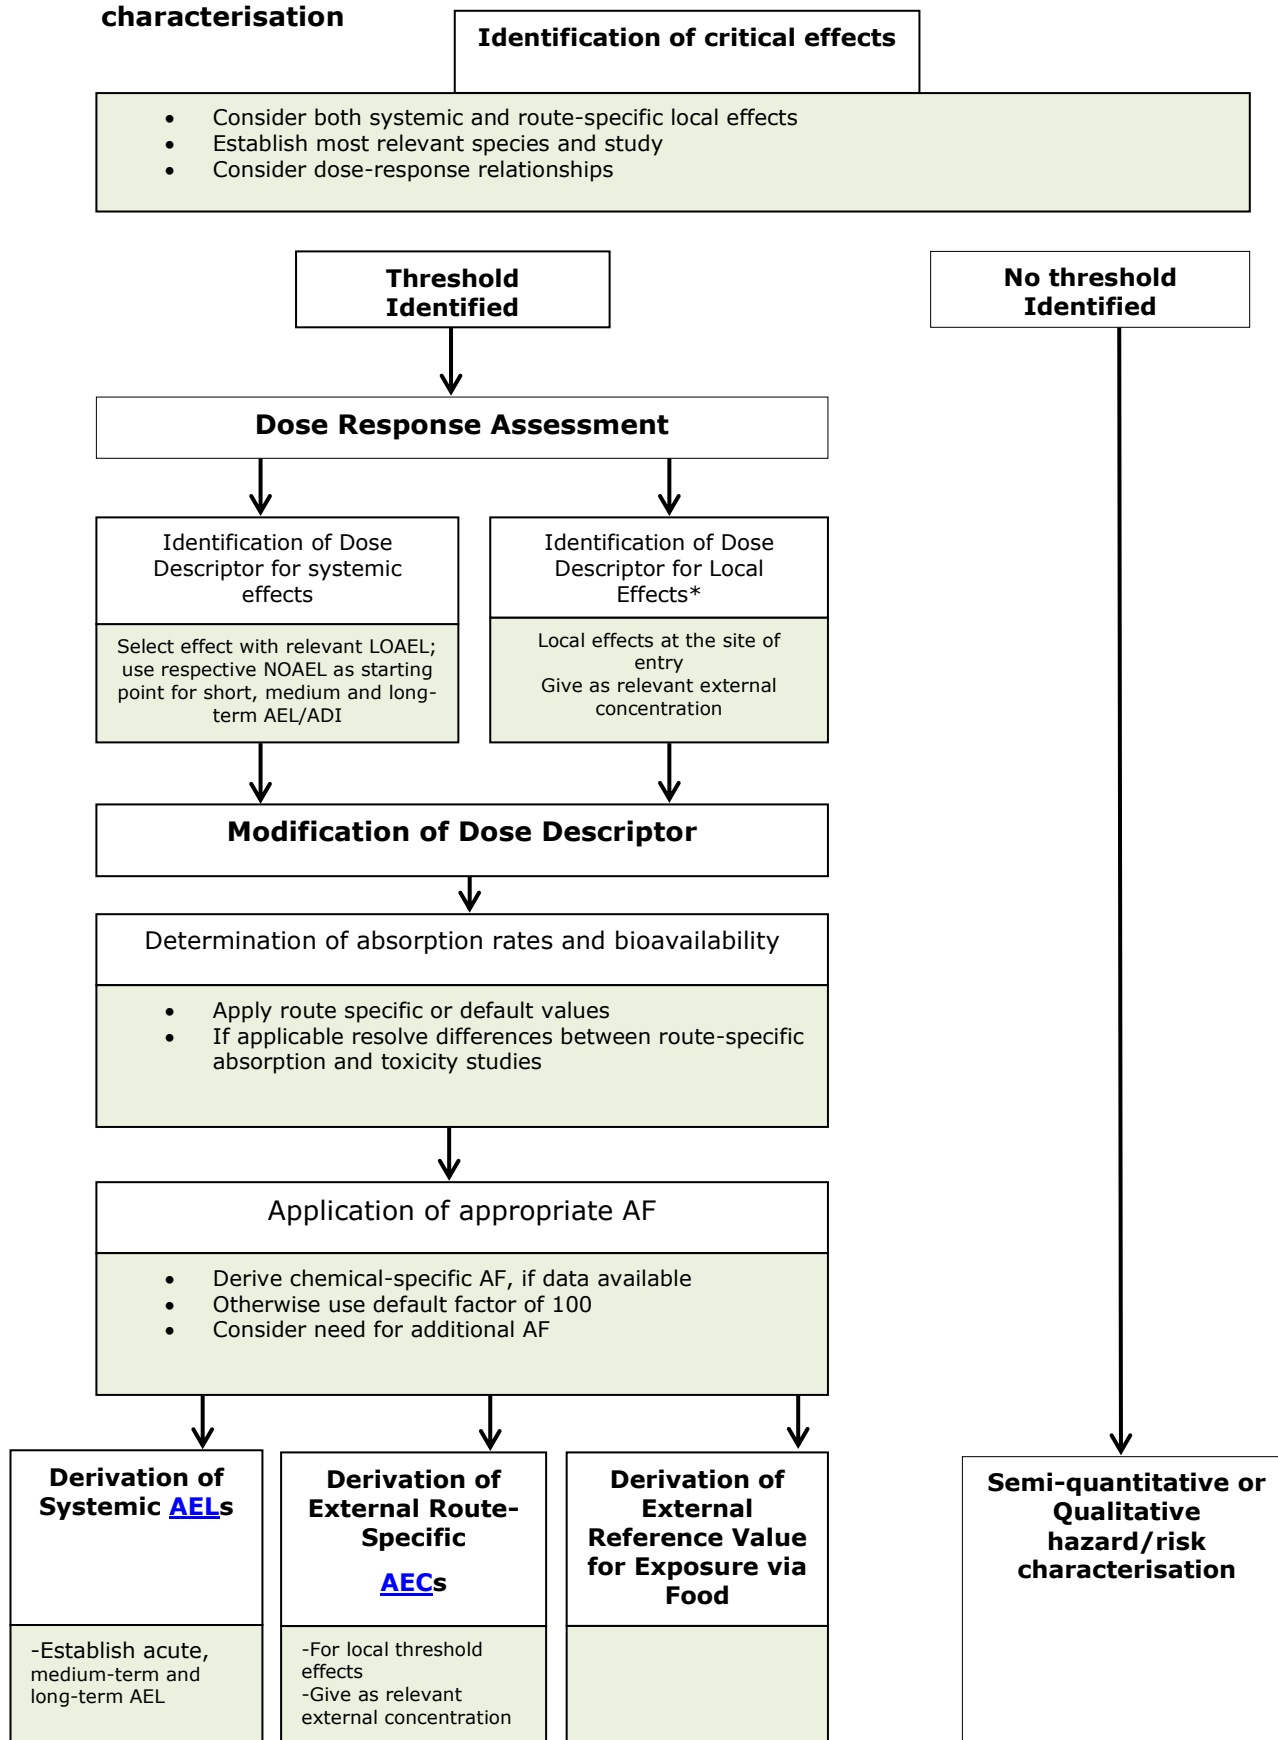 characterisation
Identification of critical effects
• Consider both systemic and route-specific local effects
• Establish most relevant species and study
• Consider dose-response relationships
Threshold
Identified
No threshold
Identified
Dose Response Assessment
Identification of Dose
Descriptor for systemic
effects
Select effect with relevant LOAEL;
use respective NOAEL as starting
point for short, medium and long-
term AEL/ADI
Identification of Dose
Descriptor for Local
Effects*
Local effects at the site of
entry
Give as relevant external
concentration
Modification of Dose Descriptor
Determination of absorption rates and bioavailability
• Apply route specific or default values
• If applicable resolve differences between route-specific
absorption and toxicity studies
Application of appropriate AF
• Derive chemical-specific AF, if data available
• Otherwise use default factor of 100
• Consider need for additional AF
Derivation of
Systemic AELs
-Establish acute,
medium-term and
long-term AEL
Derivation of
External Route-
Specific
AECs
-For local threshold
effects
-Give as relevant
external concentration
Derivation of
External
Reference Value
for Exposure via
Food
Semi-quantitative or
Qualitative
hazard/risk
characterisation